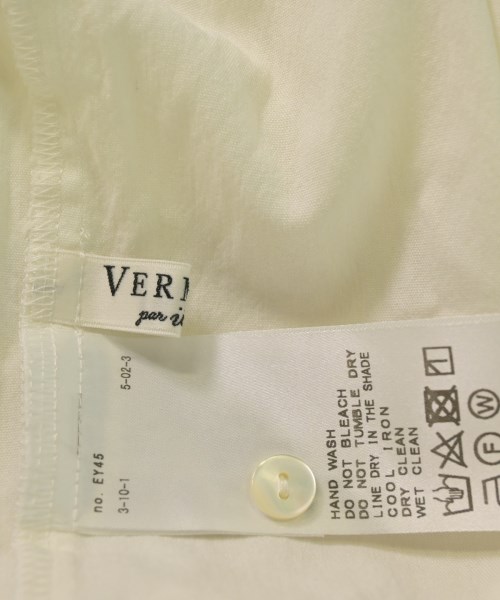 VER
par
5-02-3
no. EY45
3-10-1
HAND WASH
DO NOT BLEACH
DO NOT TUMBLE DRY
LINE DRY IN THE SHADE
COOL IRON
DRY CLEAN
WET CLEAN
F
W